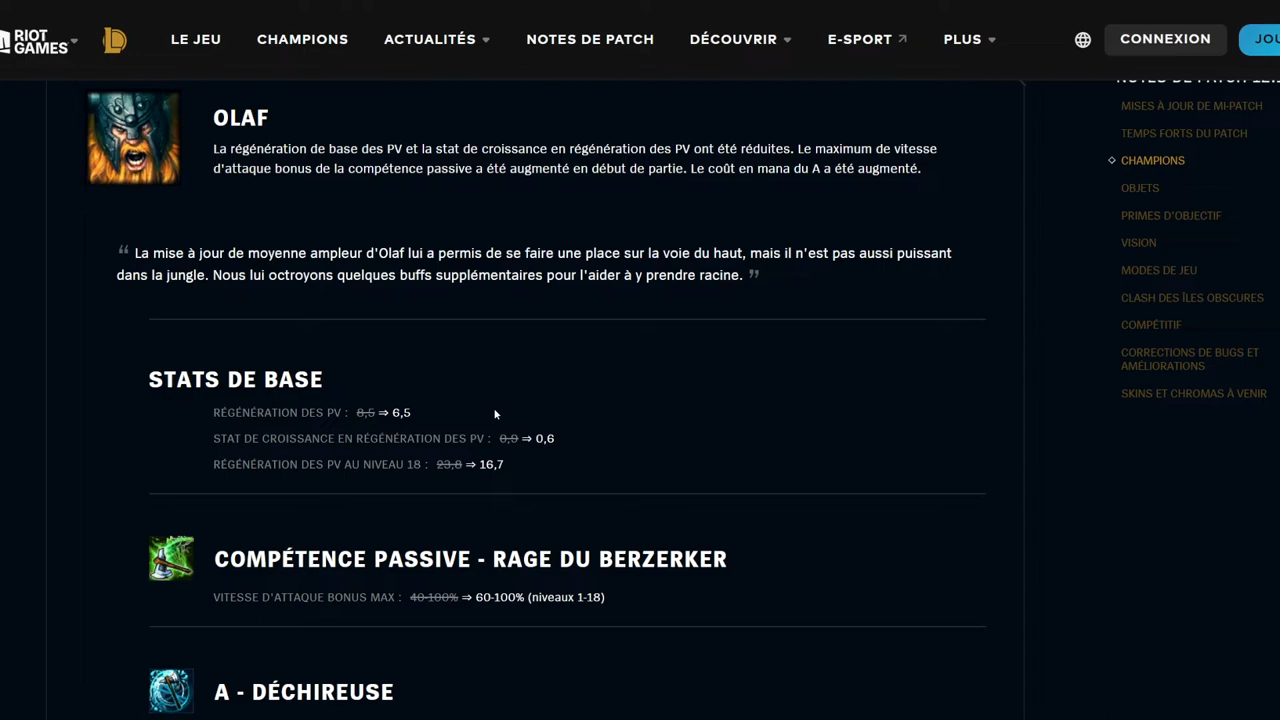 RIOT GAMES
LE JEU
CHAMPIONS
ACTUALITÉS
NOTES DE PATCH
DÉCOUVRIR
E-SPORT
PLUS
CONNEXION
OLAF
La régénération de base des PV et la stat de croissance en régénération des PV ont été réduites. Le maximum de vitesse
d'attaque bonus de la compétence passive a été augmenté en début de partie. Le coût en mana du A a été augmenté.
“ La mise à jour de moyenne ampleur d'Olaf lui a permis de se faire une place sur la voie du haut, mais il n'est pas aussi puissant
dans la jungle. Nous lui octroyons quelques buffs supplémentaires pour l'aider à y prendre racine. ”
STATS DE BASE
RÉGÉNÉRATION DES PV : 8,5 ⇒ 6,5
STAT DE CROISSANCE EN RÉGÉNÉRATION DES PV : 0,9 ⇒ 0,6
RÉGÉNÉRATION DES PV AU NIVEAU 18 : 23,8 ⇒ 16,7
COMPÉTENCE PASSIVE - RAGE DU BERZERKER
VITESSE D'ATTAQUE BONUS MAX : 40-100% ⇒ 60-100% (niveaux 1-18)
A - DÉCHIREUSE
NOTES DE PATCH
MISES À JOUR DE MI-PATCH
TEMPS FORTS DU PATCH
CHAMPIONS
OBJETS
PRIMES D'OBJECTIF
VISION
MODES DE JEU
CLASH DES ÎLES OBSCURES
COMPÉTITIF
CORRECTIONS DE BUGS ET
AMÉLIORATIONS
SKINS ET CHROMAS À VENIR